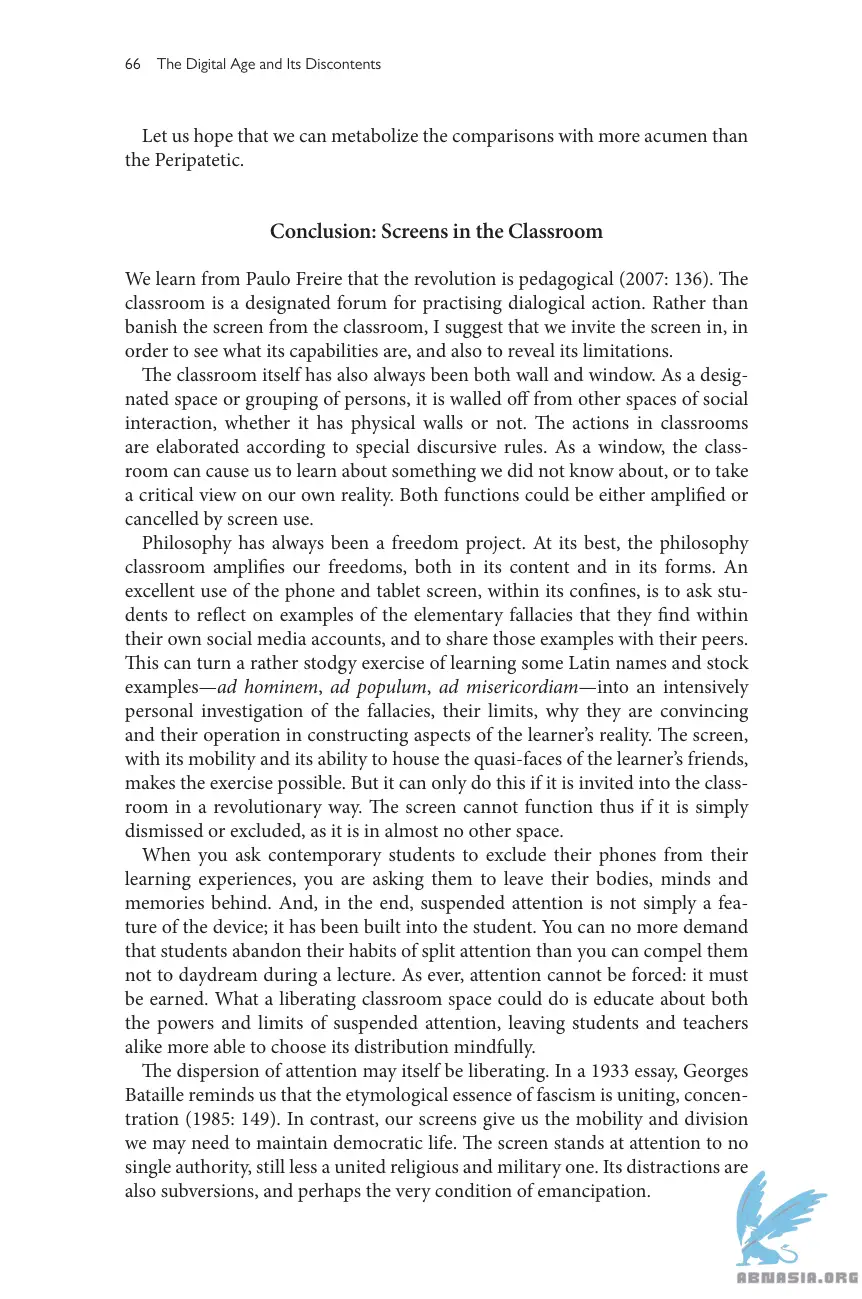 66 The Digital Age and Its Discontents
Let us hope that we can metabolize the comparisons with more acumen than
the Peripatetic.
Conclusion: Screens in the Classroom
We learn from Paulo Freire that the revolution is pedagogical (2007: 136). The
classroom is a designated forum for practising dialogical action. Rather than
banish the screen from the classroom, I suggest that we invite the screen in, in
order to see what its capabilities are, and also to reveal its limitations.
The classroom itself has also always been both wall and window. As a desig-
nated space or grouping of persons, it is walled off from other spaces of social
interaction, whether it has physical walls or not. The actions in classrooms
are elaborated according to special discursive rules. As a window, the class-
room can cause us to learn about something we did not know about, or to take
a critical view on our own reality. Both functions could be either amplified or
cancelled by screen use.
Philosophy has always been a freedom project. At its best, the philosophy
classroom amplifies our freedoms, both in its content and in its forms. An
excellent use of the phone and tablet screen, within its confines, is to ask stu-
dents to reflect on examples of the elementary fallacies that they find within
their own social media accounts, and to share those examples with their peers.
This can turn a rather stodgy exercise of learning some Latin names and stock
examples—ad hominem, ad populum, ad misericordiam—into an intensively
personal investigation of the fallacies, their limits, why they are convincing
and their operation in constructing aspects of the learner's reality. The screen,
with its mobility and its ability to house the quasi-faces of the learner's friends,
makes the exercise possible. But it can only do this if it is invited into the class-
room in a revolutionary way. The screen cannot function thus if it is simply
dismissed or excluded, as it is in almost no other space.
When you ask contemporary students to exclude their phones from their
learning experiences, you are asking them to leave their bodies, minds and
memories behind. And, in the end, suspended attention is not simply a fea-
ture of the device; it has been built into the student. You can no more demand
that students abandon their habits of split attention than you can compel them
not to daydream during a lecture. As ever, attention cannot be forced: it must
be earned. What a liberating classroom space could do is educate about both
the powers and limits of suspended attention, leaving students and teachers
alike more able to choose its distribution mindfully.
The dispersion of attention may itself be liberating. In a 1933 essay, Georges
Bataille reminds us that the etymological essence of fascism is uniting, concen-
tration (1985: 149). In contrast, our screens give us the mobility and division
we may need to maintain democratic life. The screen stands at attention to no
single authority, still less a united religious and military one. Its distractions are
also subversions, and perhaps the very condition of emancipation.
ABNASIA.ORG